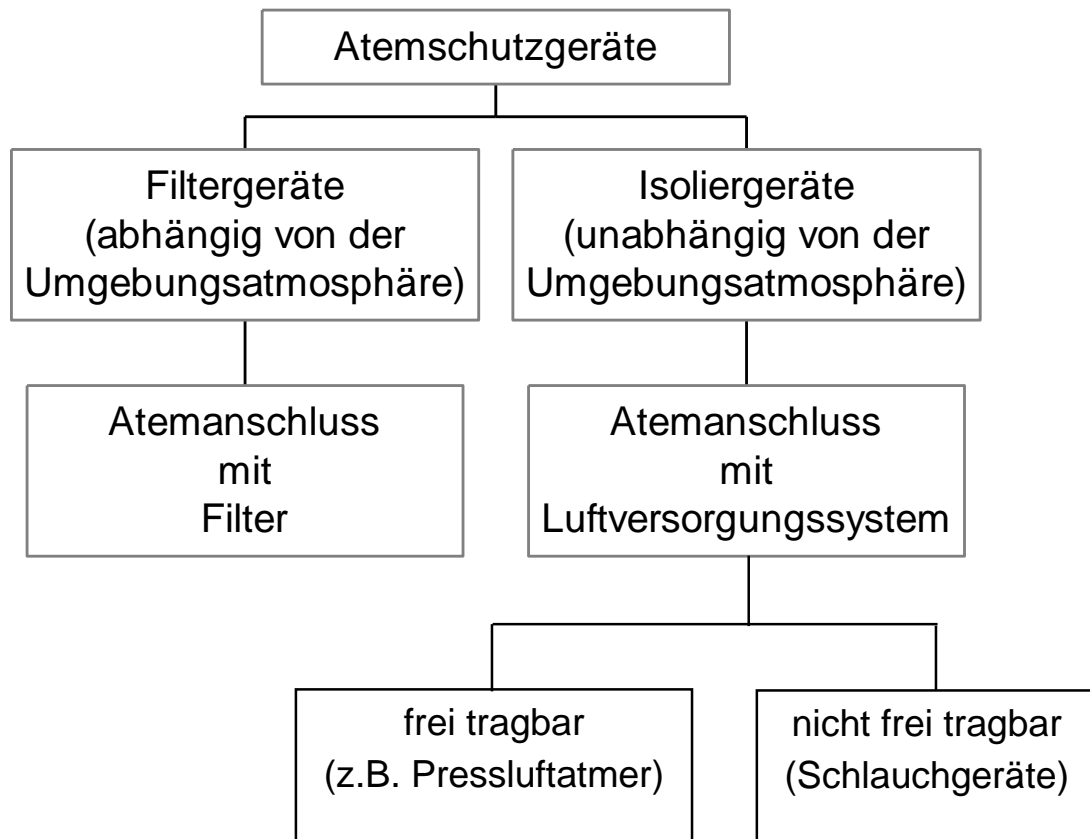 Atemschutzgeräte
Filtergeräte
(abhängig von der
Umgebungsatmosphäre)
Isoliergeräte
(unabhängig von der
Umgebungsatmosphäre)
Atemanschluss
mit
Filter
Atemanschluss
mit
Luftversorgungssystem
frei tragbar
(z.B. Pressluftatmer)
nicht frei tragbar
(Schlauchgeräte)